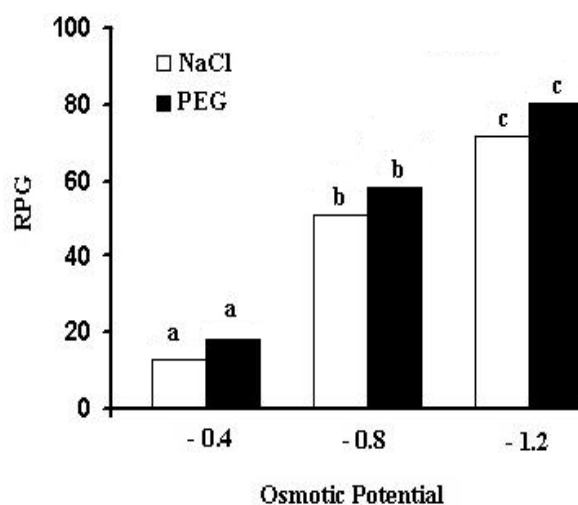 100
80
60
40
20
0
RPG
NaCl
PEG
a
a
b
b
c
c
- 0.4
- 0.8
- 1.2
Osmotic Potential